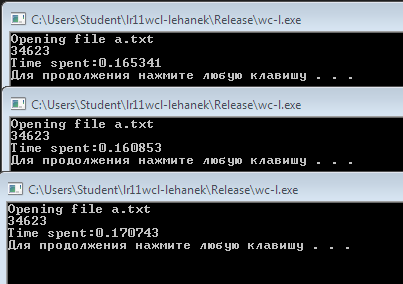 C:\Users\Student\lr11wcl-lehanek\Release\wc-l.exe
Opening file a.txt
34623
Time spent:0.165341
Для продолжения нажмите любую клавишу . . .
C:\Users\Student\lr11wcl-lehanek\Release\wc-l.exe
Opening file a.txt
34623
Time spent:0.160853
Для продолжения нажмите любую клавишу . . .
C:\Users\Student\lr11wcl-lehanek\Release\wc-l.exe
Opening file a.txt
34623
Time spent:0.170743
Для продолжения нажмите любую клавишу . . .